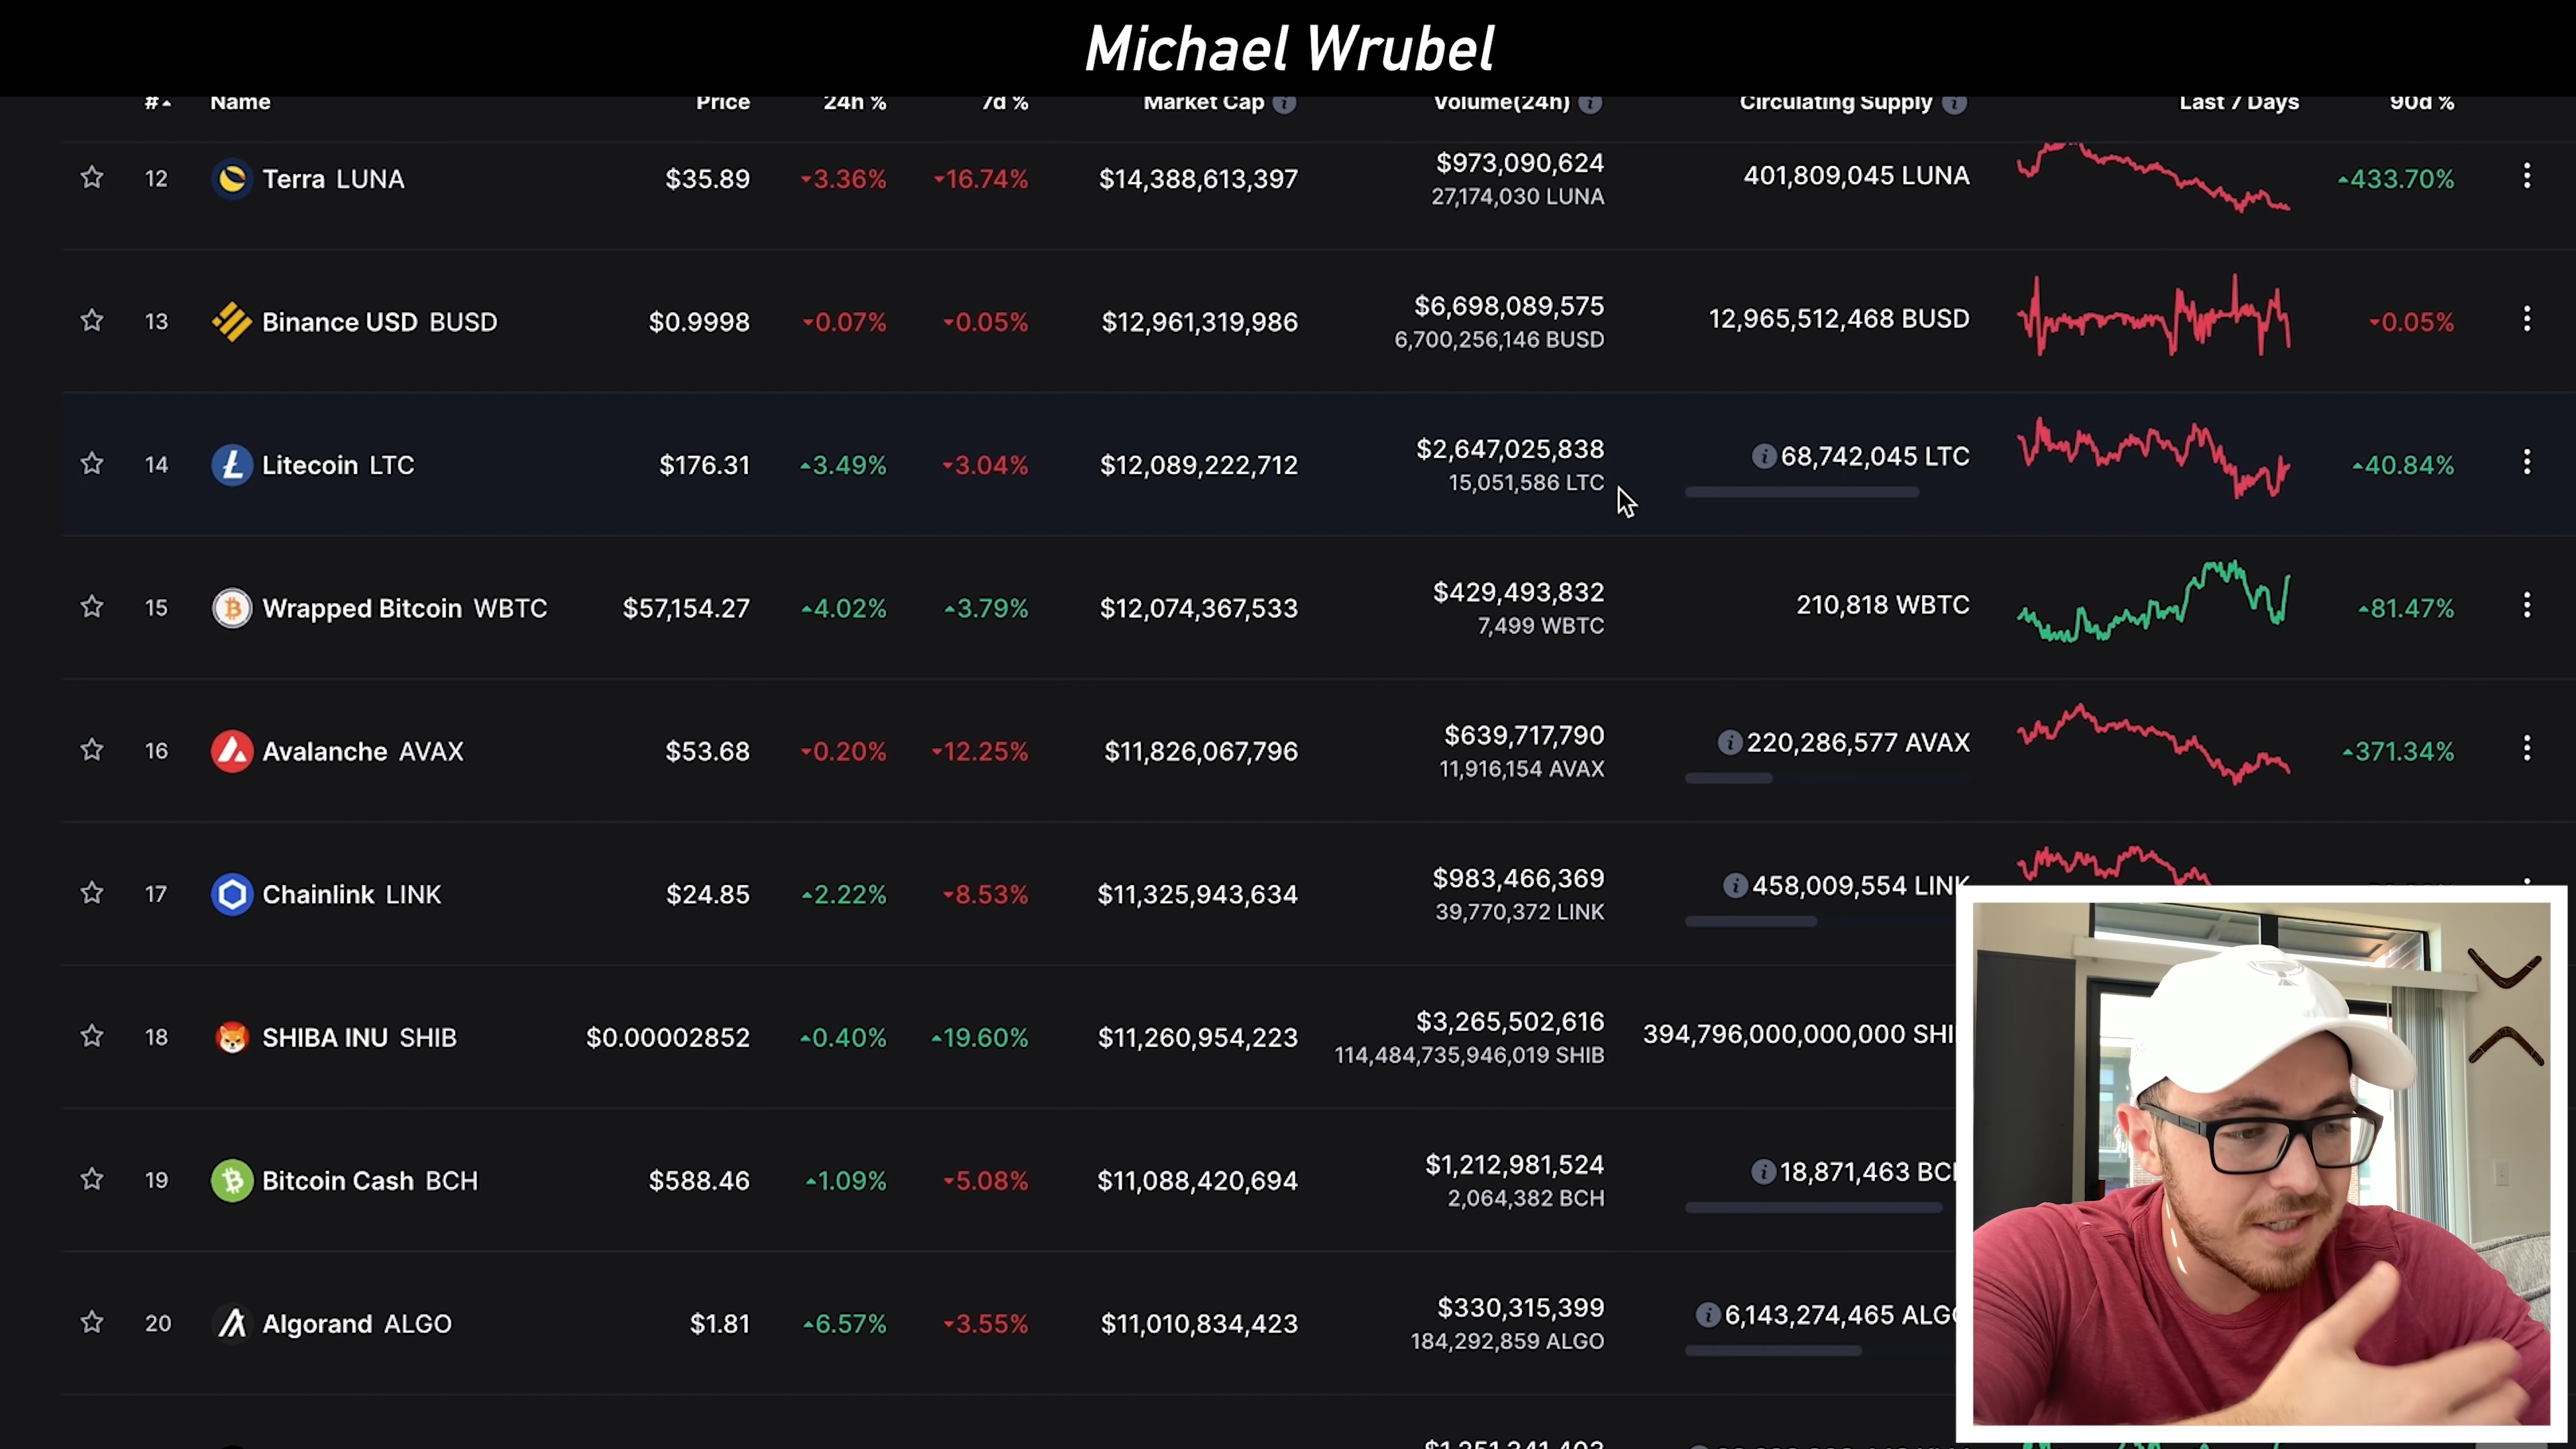 Michael Wrubel
# Name Price 24h % 7d % Market Cap Volume(24h) Circulating Supply Last 7 Days 90d %
12 Terra LUNA $35.89 3.36% 16.74% $14,388,613,397 $973,090,624 401,809,045 LUNA 433.70%
27,174,030 LUNA
13 Binance USD BUSD $0.9998 0.07% 0.05% $12,961,319,986 $6,698,089,575 12,965,512,468 BUSD 0.05%
6,700,256,146 BUSD
14 Litecoin LTC $176.31 3.49% 3.04% $12,089,222,712 $2,647,025,838 68,742,045 LTC 40.84%
15,051,586 LTC
15 Wrapped Bitcoin WBTC $57,154.27 4.02% 3.79% $12,074,367,533 $429,493,832 210,818 WBTC 81.47%
7,499 WBTC
16 Avalanche AVAX $53.68 0.20% 12.25% $11,826,067,796 $639,717,790 220,286,577 AVAX 371.34%
11,916,154 AVAX
17 Chainlink LINK $24.85 2.22% 8.53% $11,325,943,634 $983,466,369 458,009,554 LINK
39,770,372 LINK
18 SHIBA INU SHIB $0.00002852 0.40% 19.60% $11,260,954,223 $3,265,502,616 394,796,000,000,000 SHI
114,484,735,946,019 SHIB
19 Bitcoin Cash BCH $588.46 1.09% 5.08% $11,088,420,694 $1,212,981,524 18,871,463 BC
2,064,382 BCH
20 Algorand ALGO $1.81 6.57% 3.55% $11,010,834,423 $330,315,399 6,143,274,465 ALG
184,292,859 ALGO